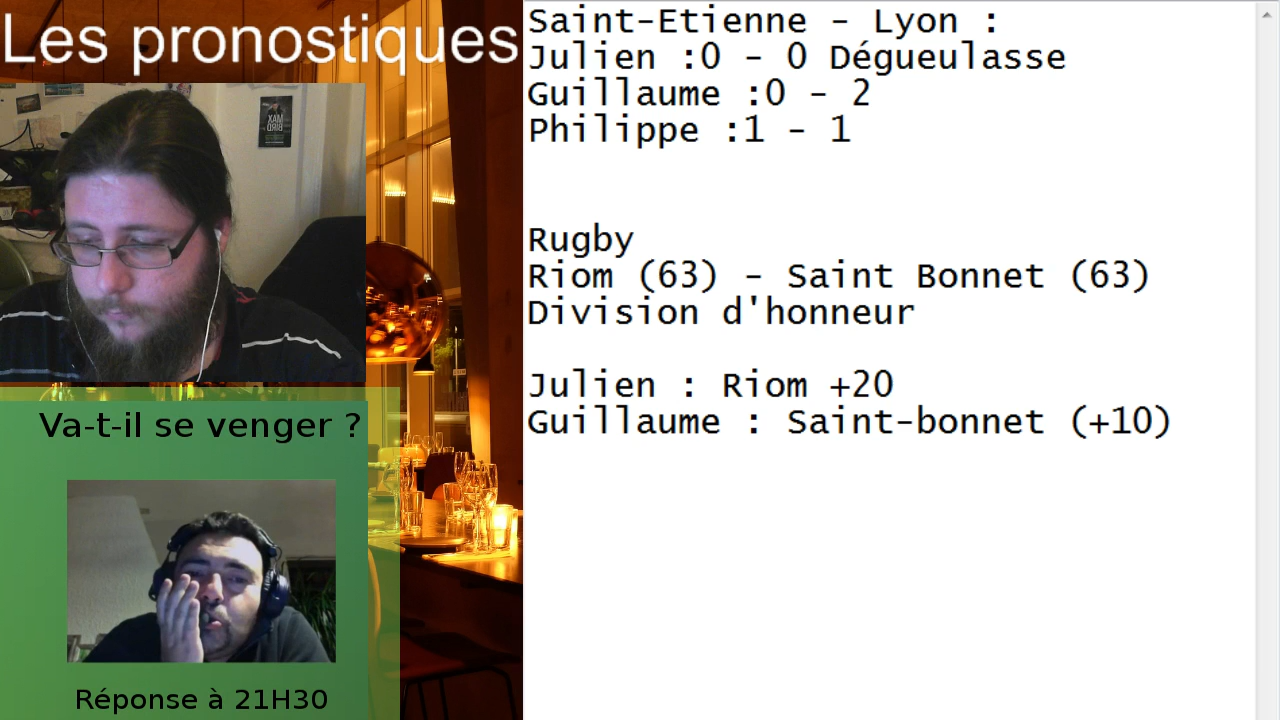 Les pronostiques
Va-t-il se venger ?
Réponse à 21H30
Saint-Etienne - Lyon :
Julien :0 - 0 Dégueulasse
Guillaume :0 - 2
Philippe :1 - 1
Rugby
Riom (63) - Saint Bonnet (63)
Division d'honneur
Julien : Riom +20
Guillaume : Saint-bonnet (+10)